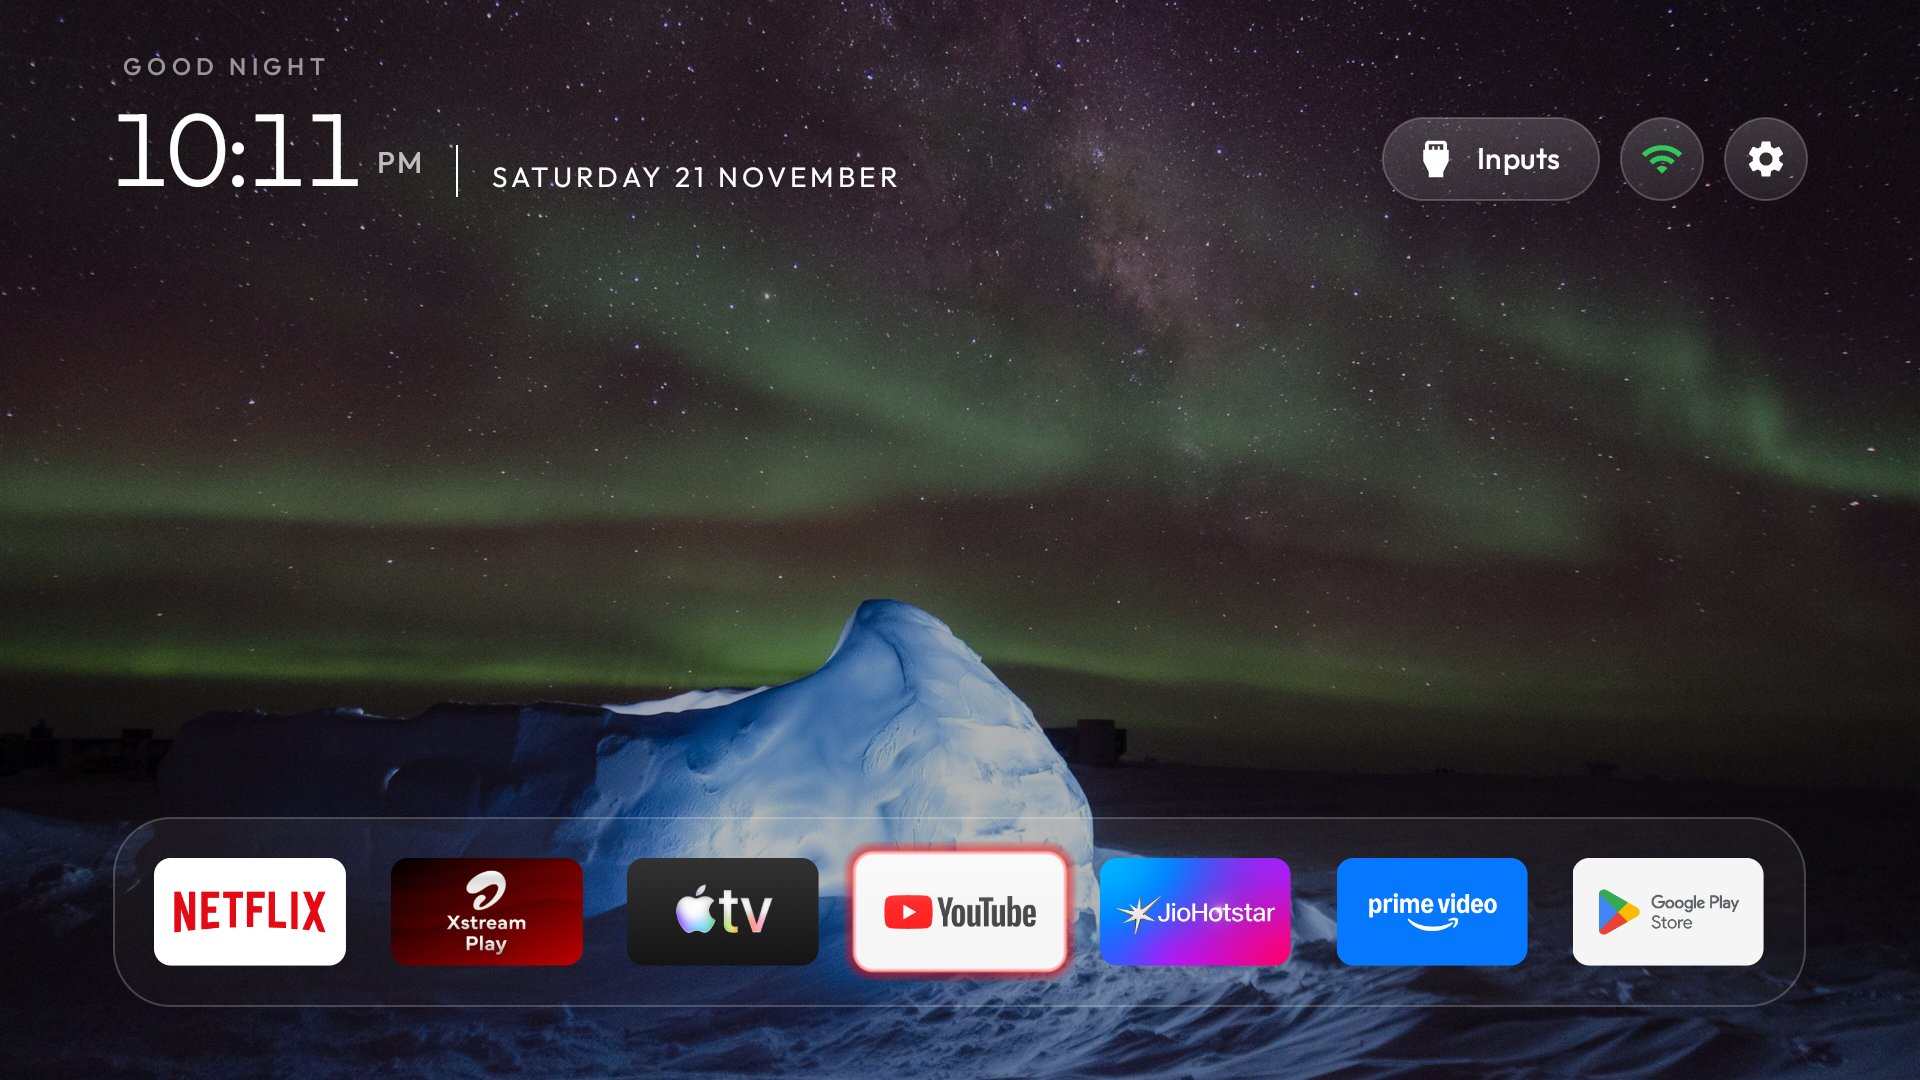 GOOD NIGHT
10:11 PM
SATURDAY 21 NOVEMBER
Inputs
NETFLIX
Xstream
Play
tv
YouTube
JioHotstar
prime video
Google Play
Store